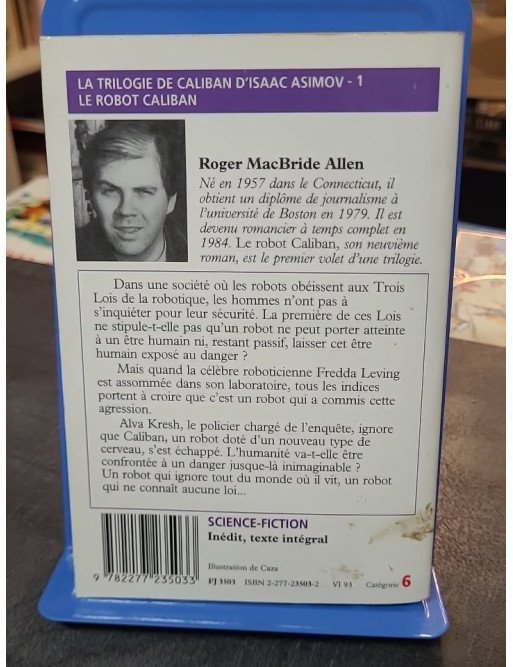 LA TRILOGIE DE CALIBAN D'ISAAC ASIMOV - 1
LE ROBOT CALIBAN
Roger MacBride Allen
Né en 1957 dans le Connecticut, il
obtient un diplôme de journalisme à
l'université de Boston en 1979. Il est
devenu romancier à temps complet en
1984. Le robot Caliban, son neuvième
roman, est le premier volet d'une trilogie.
Dans une société où les robots obéissent aux Trois
Lois de la robotique, les hommes n'ont pas à
s'inquiéter pour leur sécurité. La première de ces Lois
ne stipule-t-elle pas qu'un robot ne peut porter atteinte
à un être humain ni, restant passif, laisser cet être
humain exposé au danger ?
Mais quand la célèbre roboticienne Fredda Leving
est assommée dans son laboratoire, tous les indices
portent à croire que c'est un robot qui a commis cette
agression.
Alva Kresh, le policier chargé de l'enquête, ignore
que Caliban, un robot doté d'un nouveau type de
cerveau, s'est échappé. L'humanité va-t-elle être
confrontée à un danger jusque-là inimaginable ?
Un robot qui ignore tout du monde où il vit, un robot
qui ne connaît aucune loi...
SCIENCE-FICTION
Inédit, texte intégral
Illustration de Caza
9 782277 235033
FJ 3503 ISBN 2-277-23503-2 VI 93 Catégorie 6